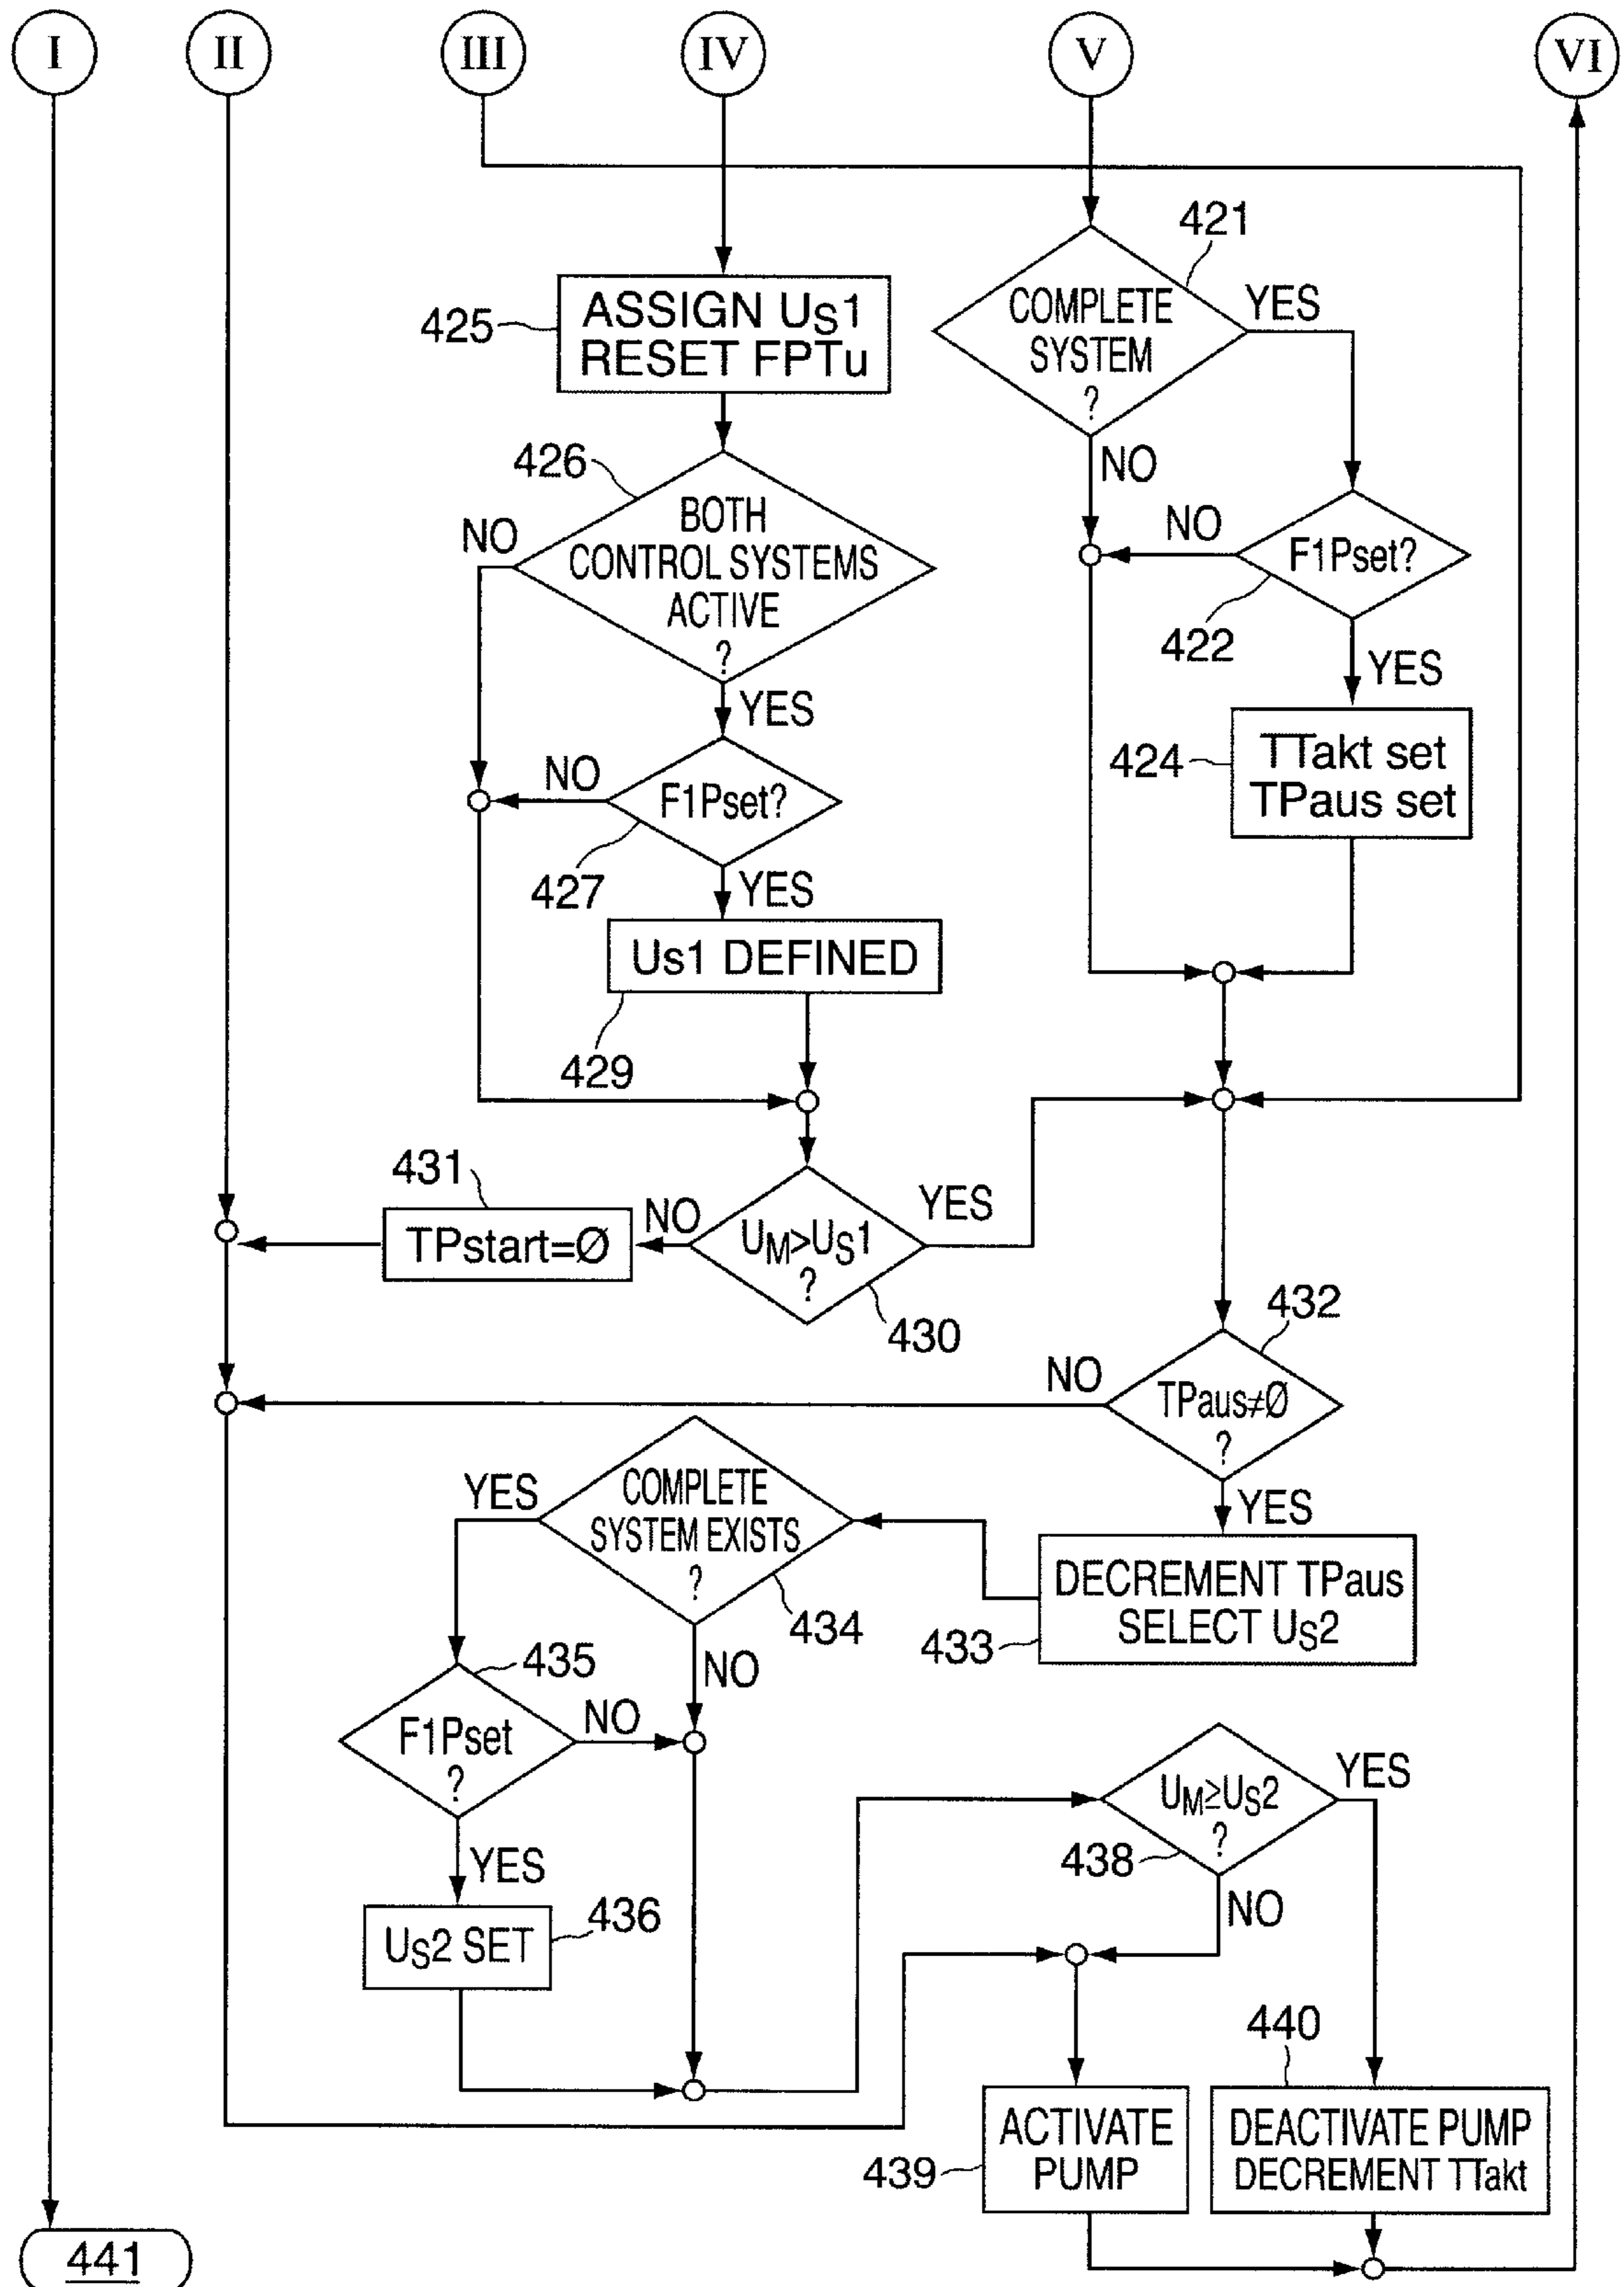 I
II
III
IV
V
VI
421
COMPLETE
SYSTEM
?
YES
NO
425
ASSIGN US1
RESET FPTu
426
BOTH
CONTROL SYSTEMS
ACTIVE
?
NO
YES
F1Pset?
NO
422
YES
424
TTakt set
TPaus set
F1Pset?
NO
427
YES
Us1 DEFINED
429
431
TPstart=Ø
NO
UM>US1
?
YES
430
432
TPaus≠Ø
?
NO
YES
DECREMENT TPaus
SELECT US2
433
COMPLETE
SYSTEM EXISTS
?
YES
434
NO
435
F1Pset
?
NO
YES
US2 SET
436
UM≥US2
?
YES
438
NO
440
ACTIVATE
PUMP
439
DEACTIVATE PUMP
DECREMENT TTakt
441